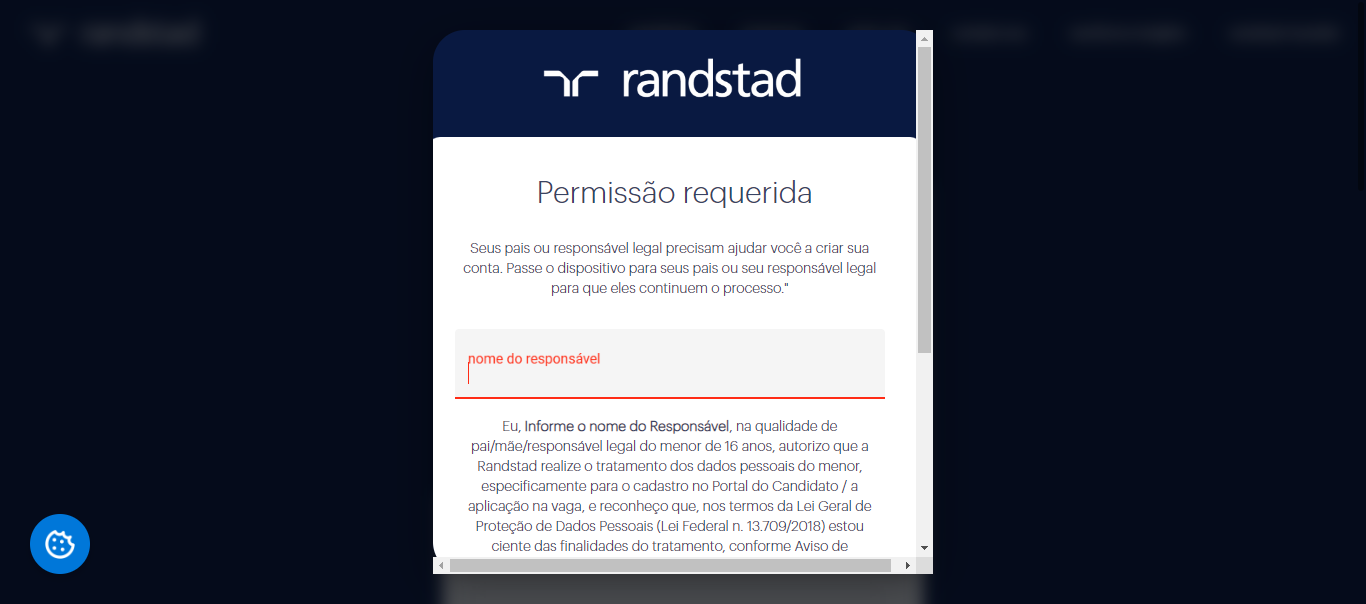 randstad
Permissão requerida
Seus pais ou responsável legal precisam ajudar você a criar sua
conta. Passe o dispositivo para seus pais ou seu responsável legal
para que eles continuem o processo."
nome do responsável
Eu, Informe o nome do Responsável, na qualidade de
pai/mãe/responsável legal do menor de 16 anos, autorizo que a
Randstad realize o tratamento dos dados pessoais do menor,
especificamente para o cadastro no Portal do Candidato / a
aplicação na vaga, e reconheço que, nos termos da Lei Geral de
Proteção de Dados Pessoais (Lei Federal n. 13.709/2018) estou
ciente das finalidades do tratamento, conforme Aviso de